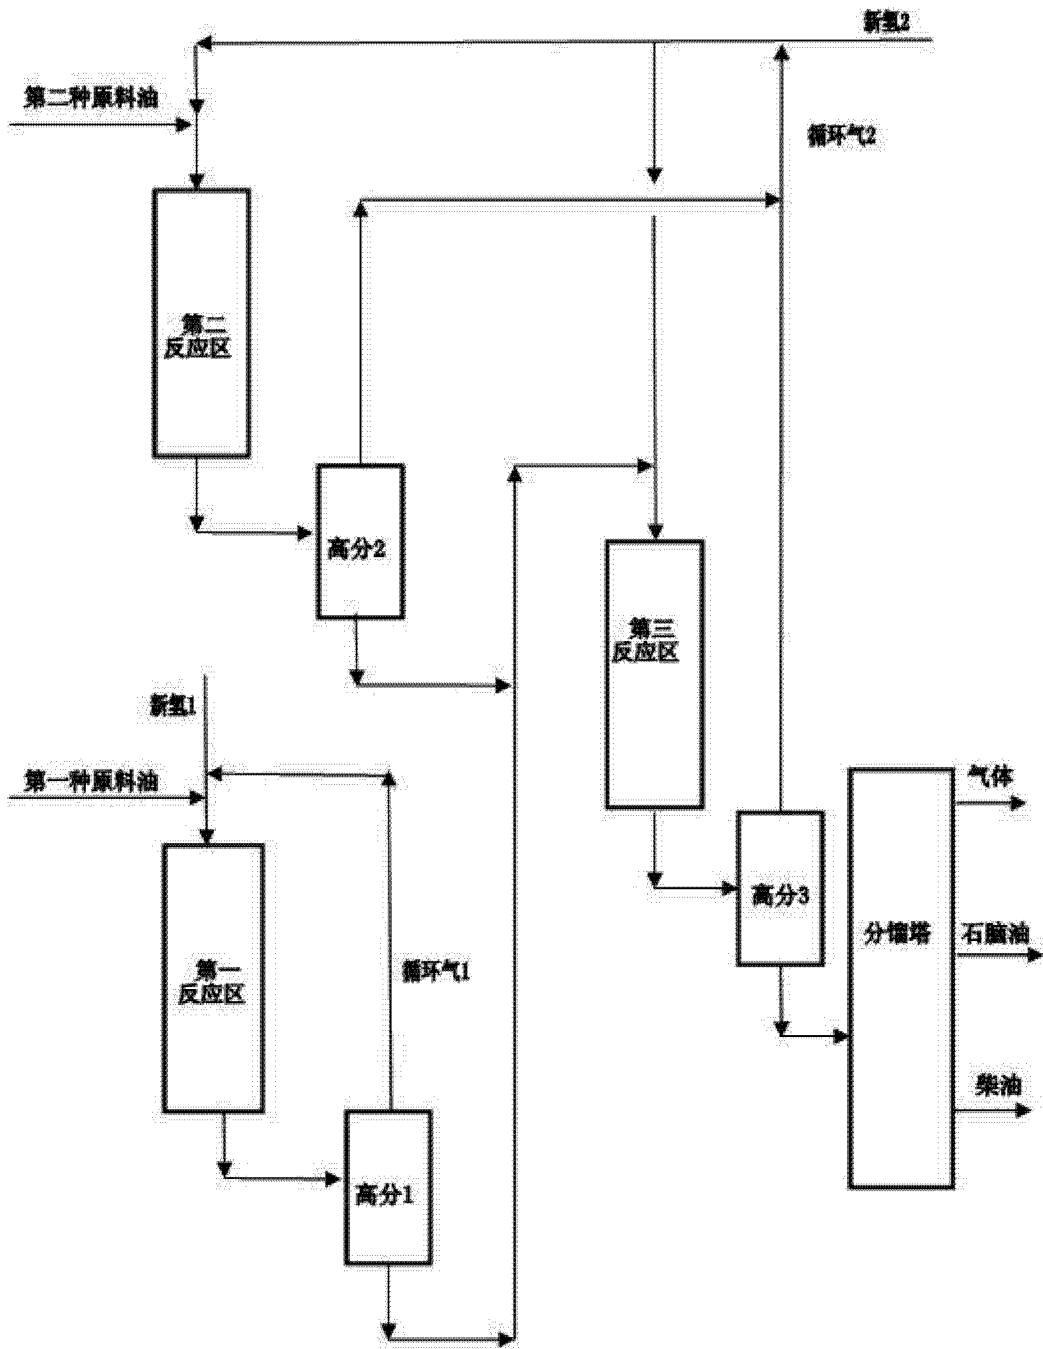 新氢2
第二种原料油
循环气2
第二
反应区
高分2
第三
反应区
新氢1
第一种原料油
气体
高分3
分馏塔
石脑油
第一
反应区
循环气1
柴油
高分1